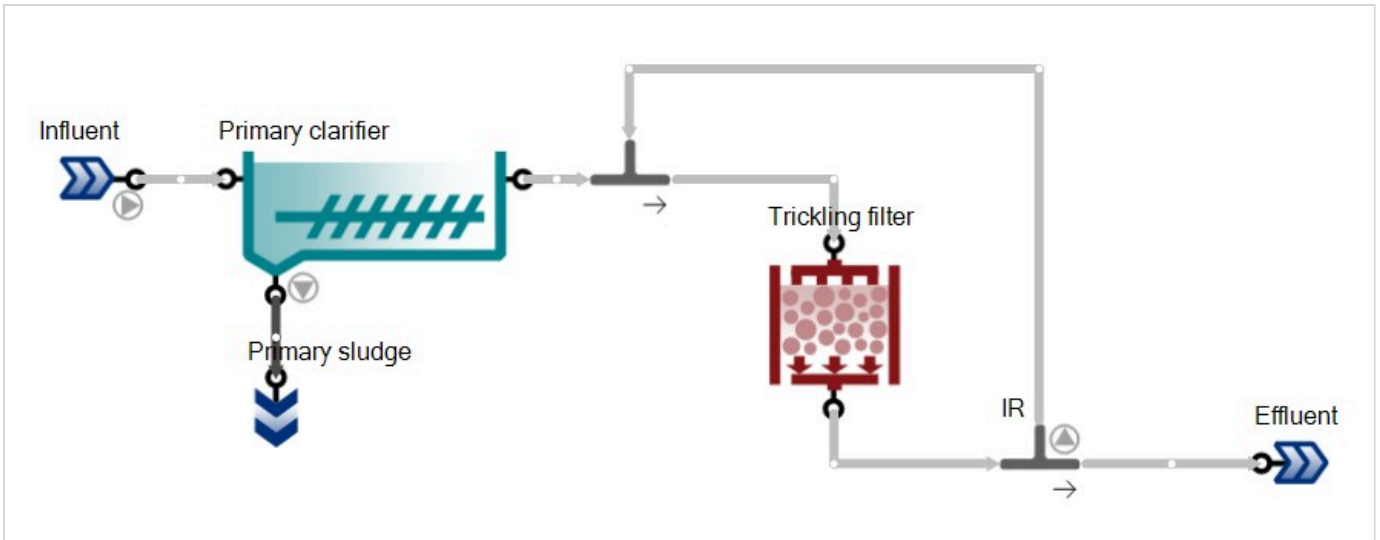 Influent
Primary clarifier
Trickling filter
Primary sludge
IR
Effluent